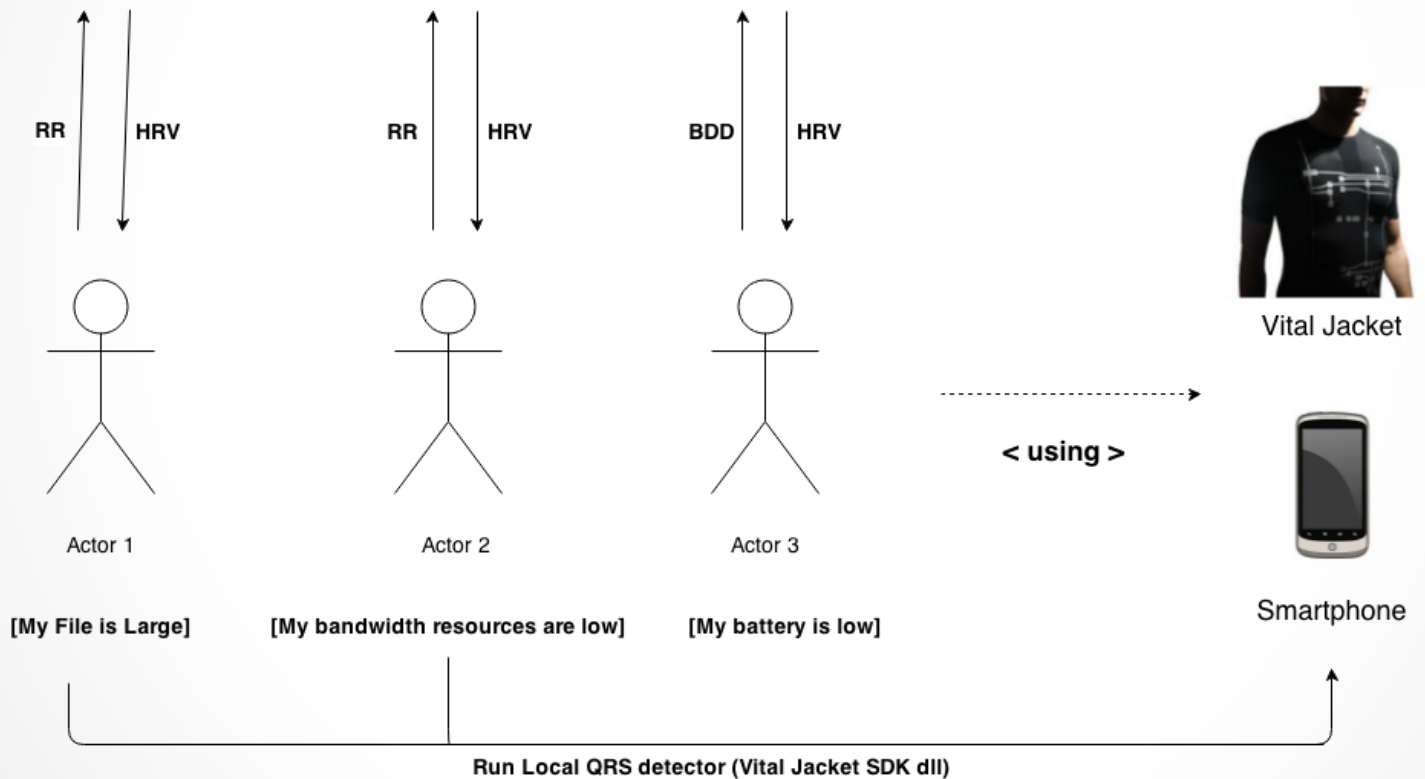 RR
HRV
RR
HRV
BDD
HRV
Vital Jacket
< using >
Actor 1
Actor 2
Actor 3
Smartphone
[My File is Large]
[My bandwidth resources are low]
[My battery is low]
Run Local QRS detector (Vital Jacket SDK dll)